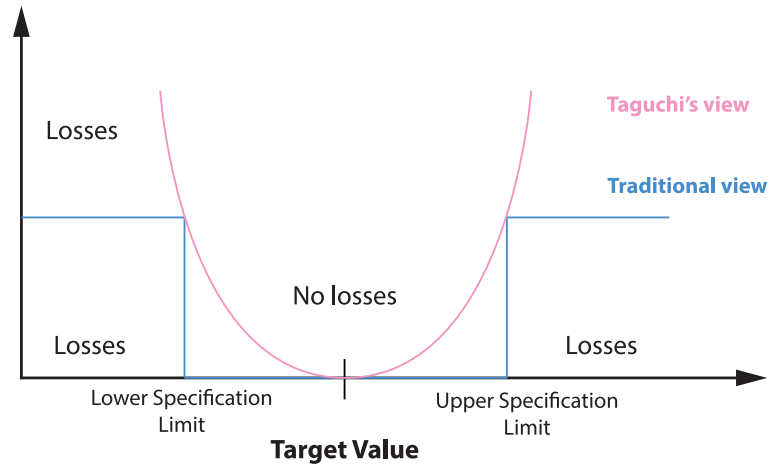 Taguchi's view
Losses
Traditional view
No losses
Losses
Losses
Lower Specification
Limit
Upper Specification
Limit
Target Value